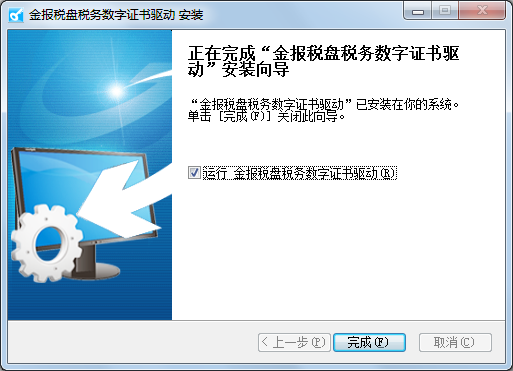 金报税盘税务数字证书驱动 安装
正在完成“金报税盘税务数字证书驱
动”安装向导
“金报税盘税务数字证书驱动”已安装在你的系统。
单击 [完成(F)] 关闭此向导。
运行 金报税盘税务数字证书驱动(R)
< 上一步(P)
完成(F)
取消(C)